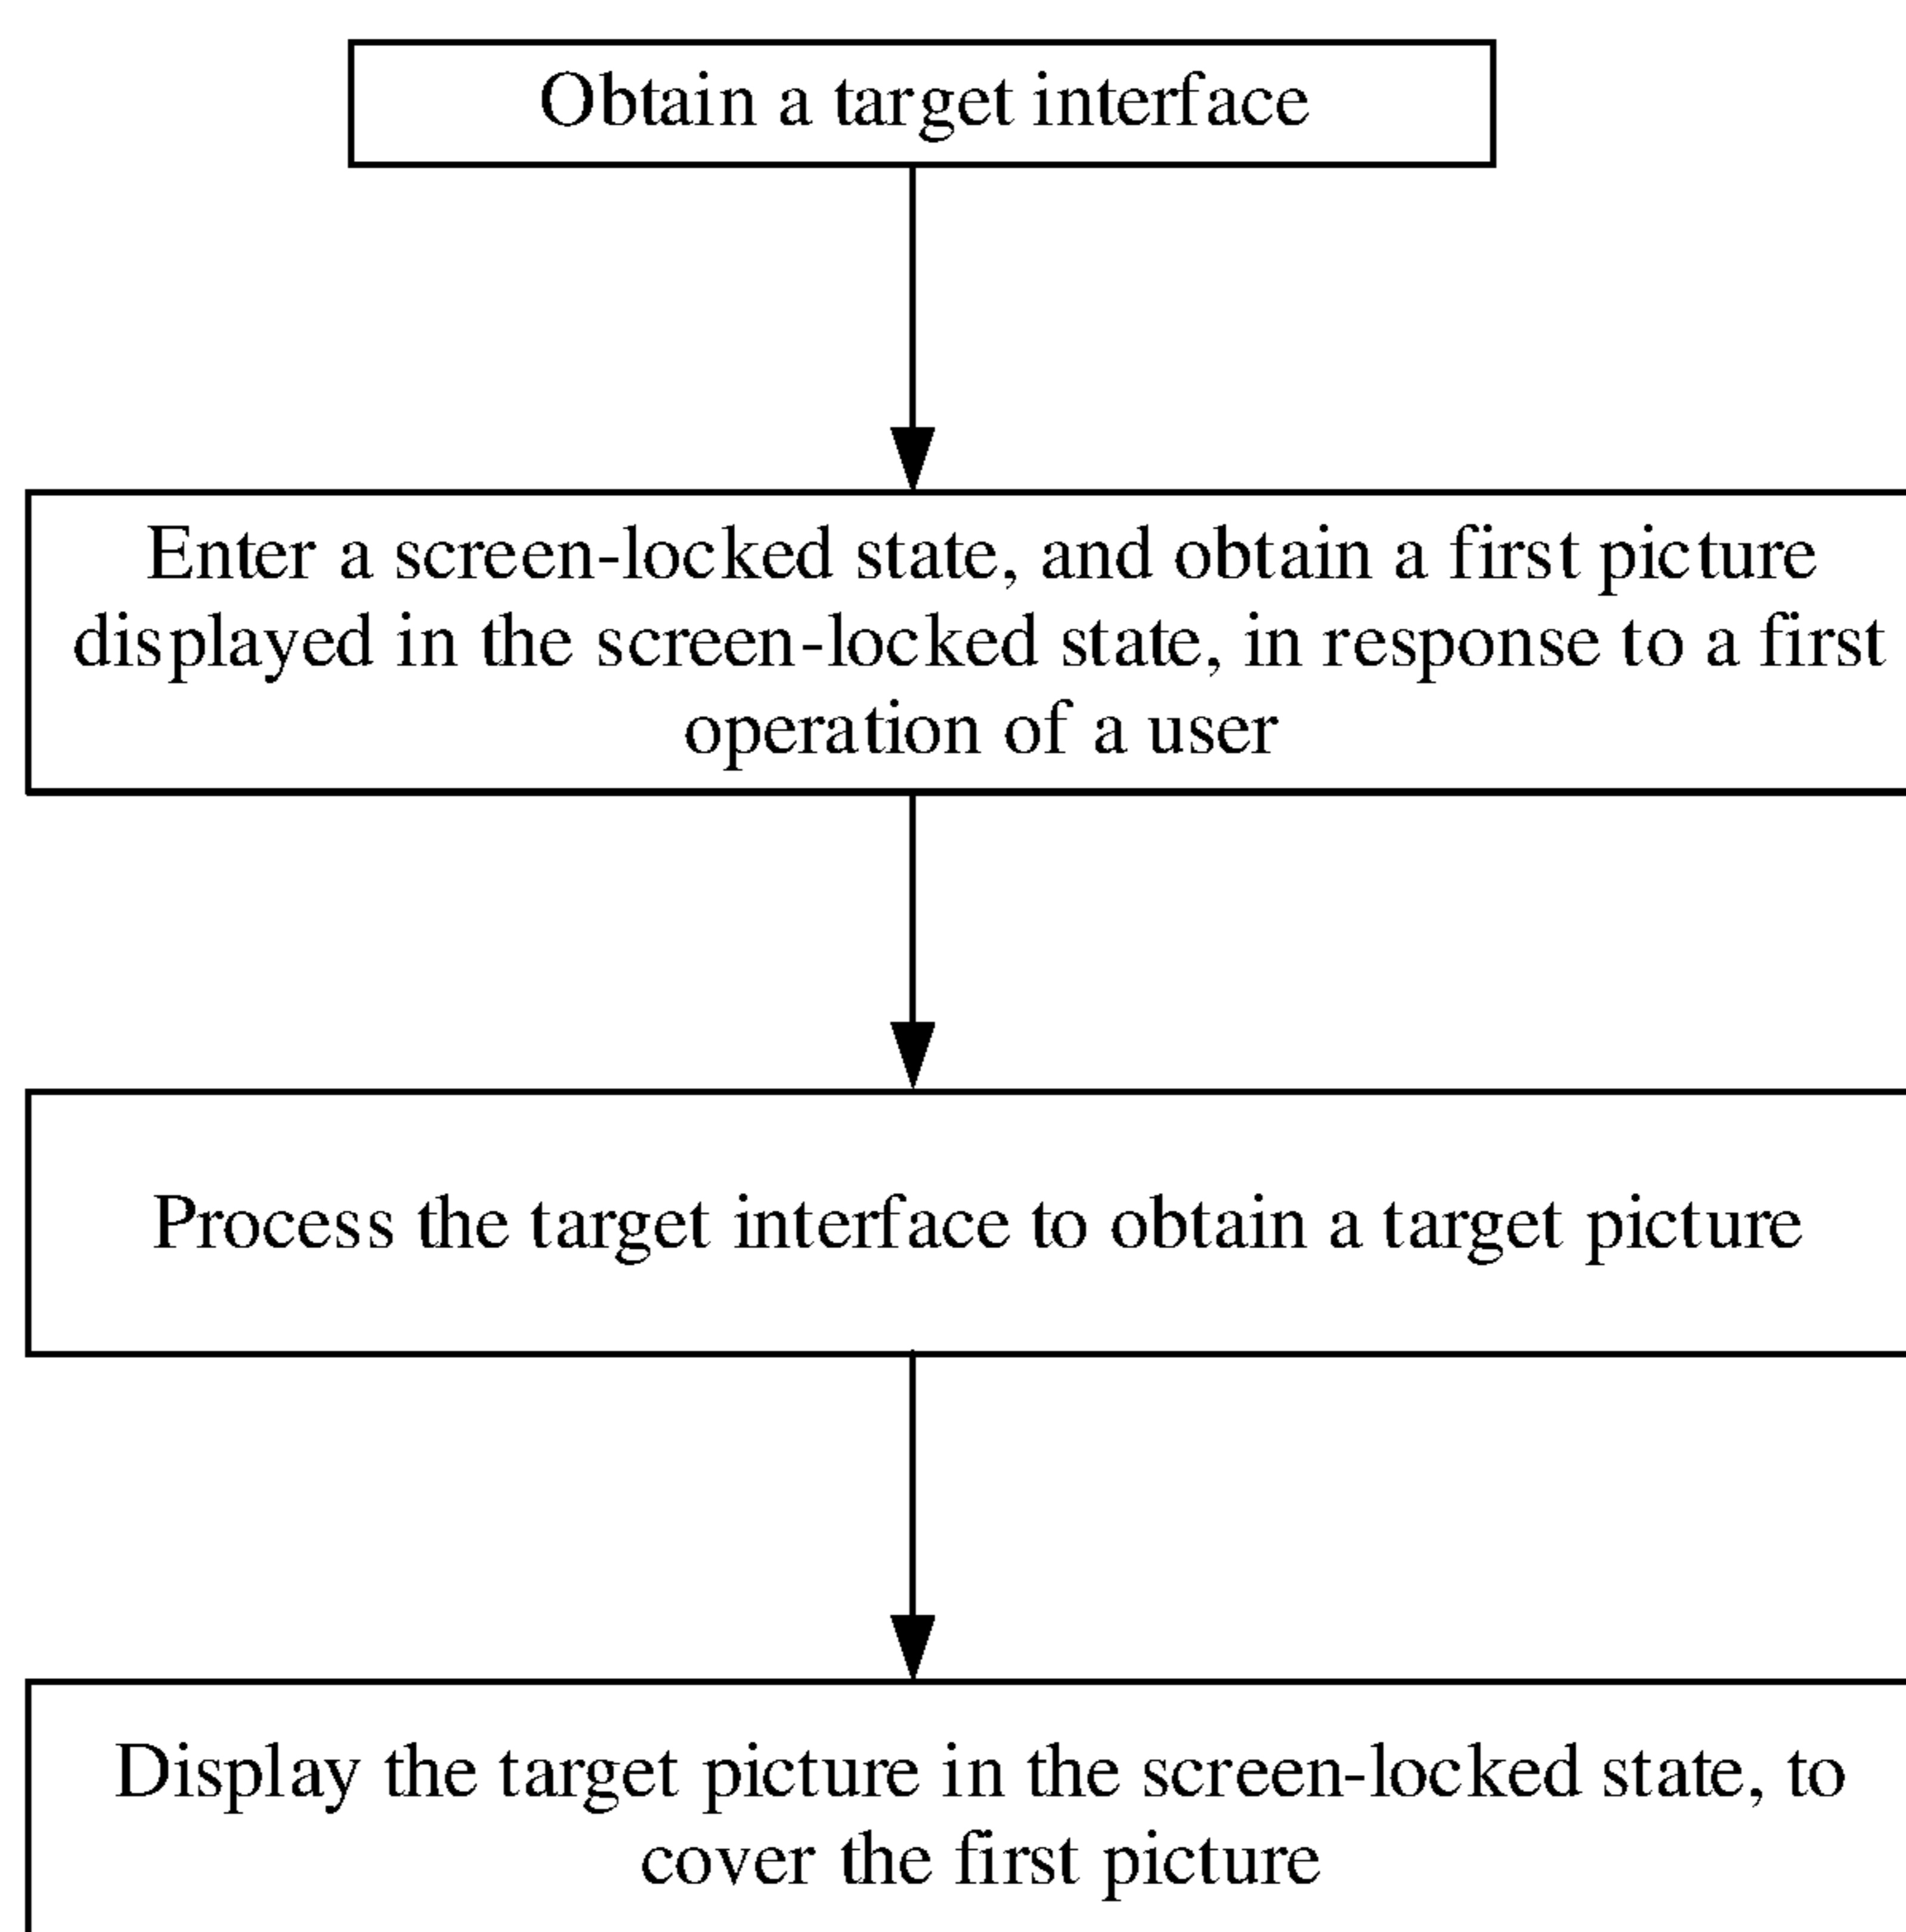 Obtain a target interface
Enter a screen-locked state, and obtain a first picture
displayed in the screen-locked state, in response to a first
operation of a user
Process the target interface to obtain a target picture
Display the target picture in the screen-locked state, to
cover the first picture